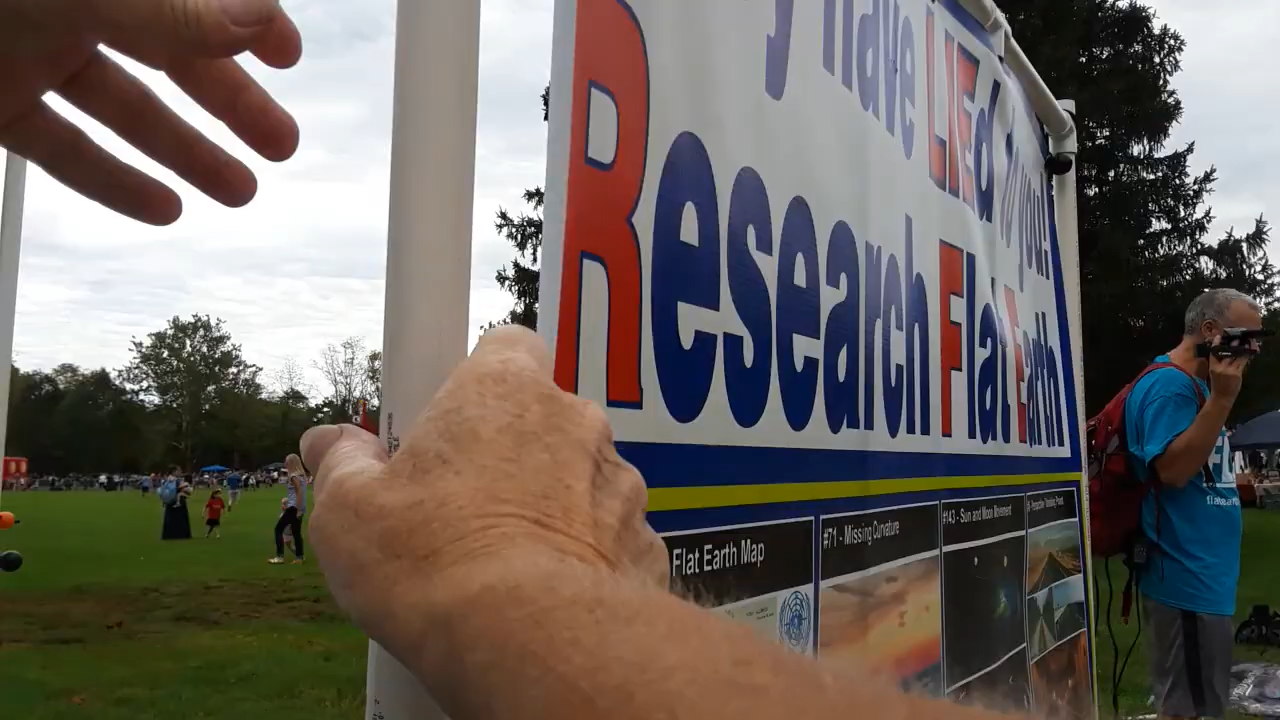 y have LIEd to you!
Research Flat Earth
Flat Earth Map
#71 - Missing Curvature
#143 - Sun and Moon Movement